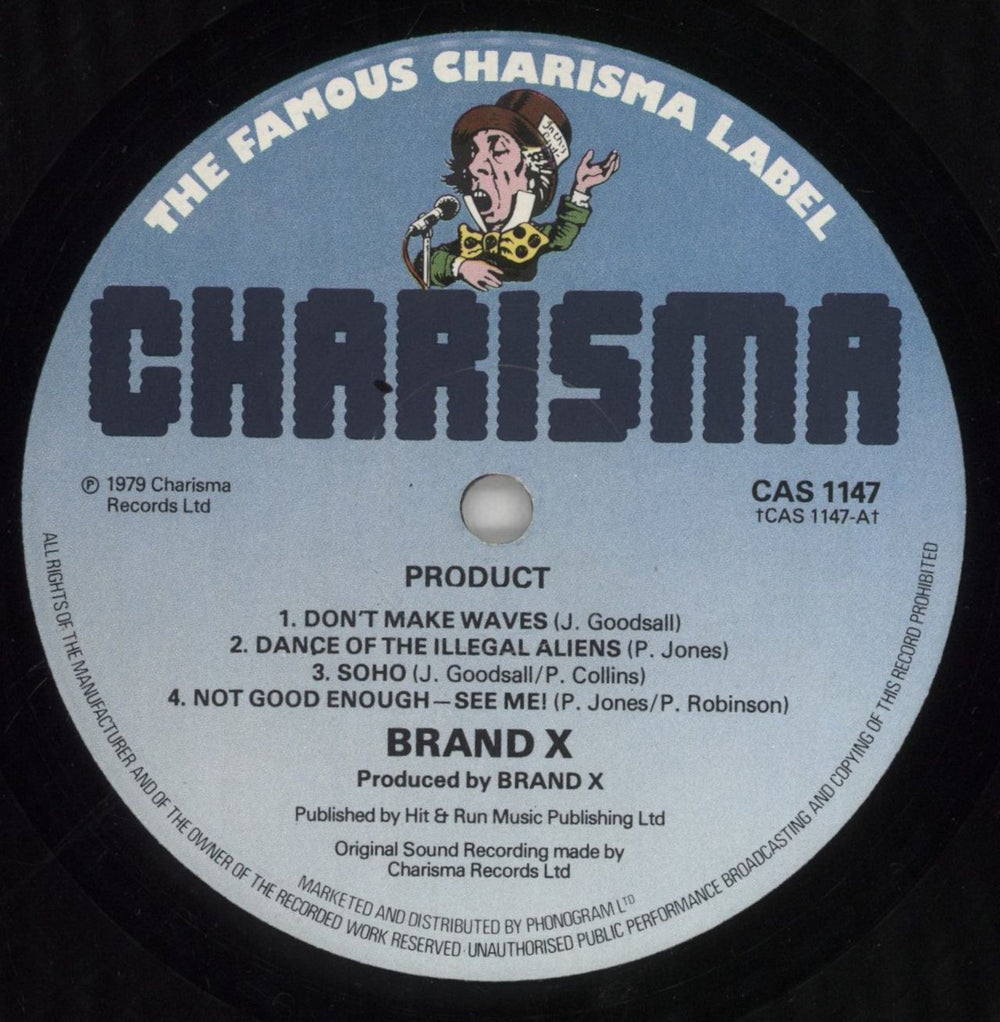 THE FAMOUS CHARISMA LABEL
In this
CHARISMA
℗ 1979 Charisma
Records Ltd
CAS 1147
†CAS 1147-A†
PRODUCT
1. DON'T MAKE WAVES (J. Goodsall)
2. DANCE OF THE ILLEGAL ALIENS (P. Jones)
3. SOHO (J. Goodsall/P. Collins)
4. NOT GOOD ENOUGH—SEE ME! (P. Jones/P. Robinson)
BRAND X
Produced by BRAND X
Published by Hit & Run Music Publishing Ltd
Original Sound Recording made by
Charisma Records Ltd
MARKETED AND DISTRIBUTED BY PHONOGRAM LTD
ALL RIGHTS OF THE MANUFACTURER AND OF THE OWNER OF THE RECORDED WORK RESERVED · UNAUTHORISED PUBLIC PERFORMANCE BROADCASTING AND COPYING OF THIS RECORD PROHIBITED